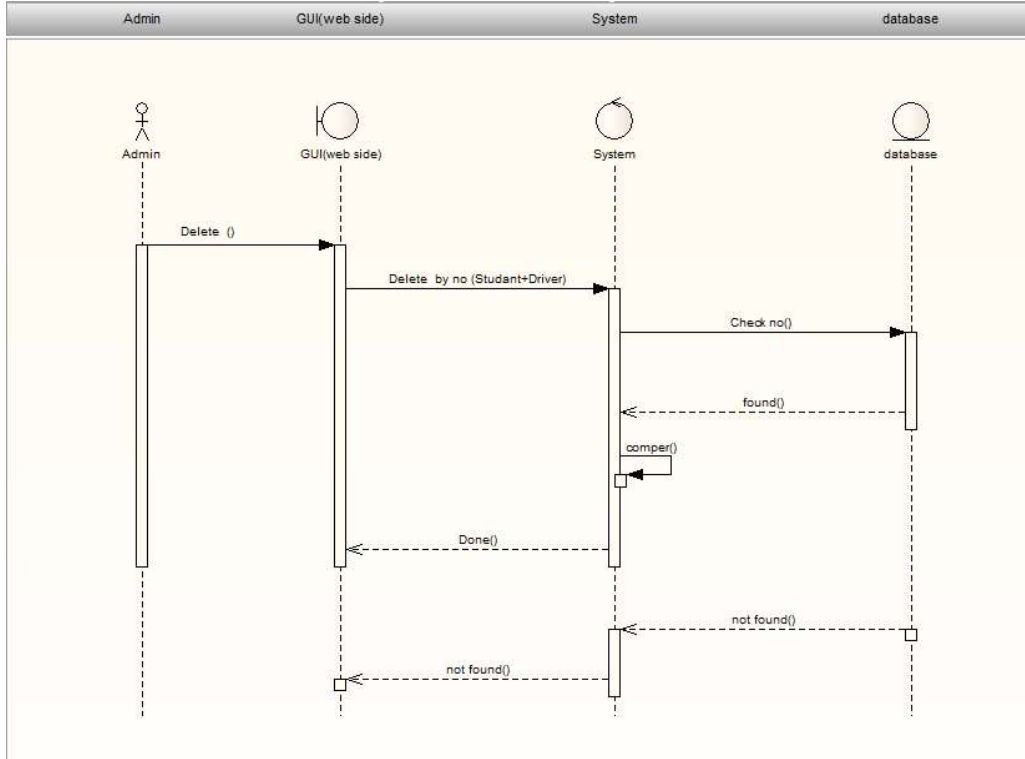 Admin GUI(web side) System database
Admin GUI(web side) System database
Delete ()
Delete by no (Studant+Driver)
Check no()
found()
comper()
Done()
not found()
not found()